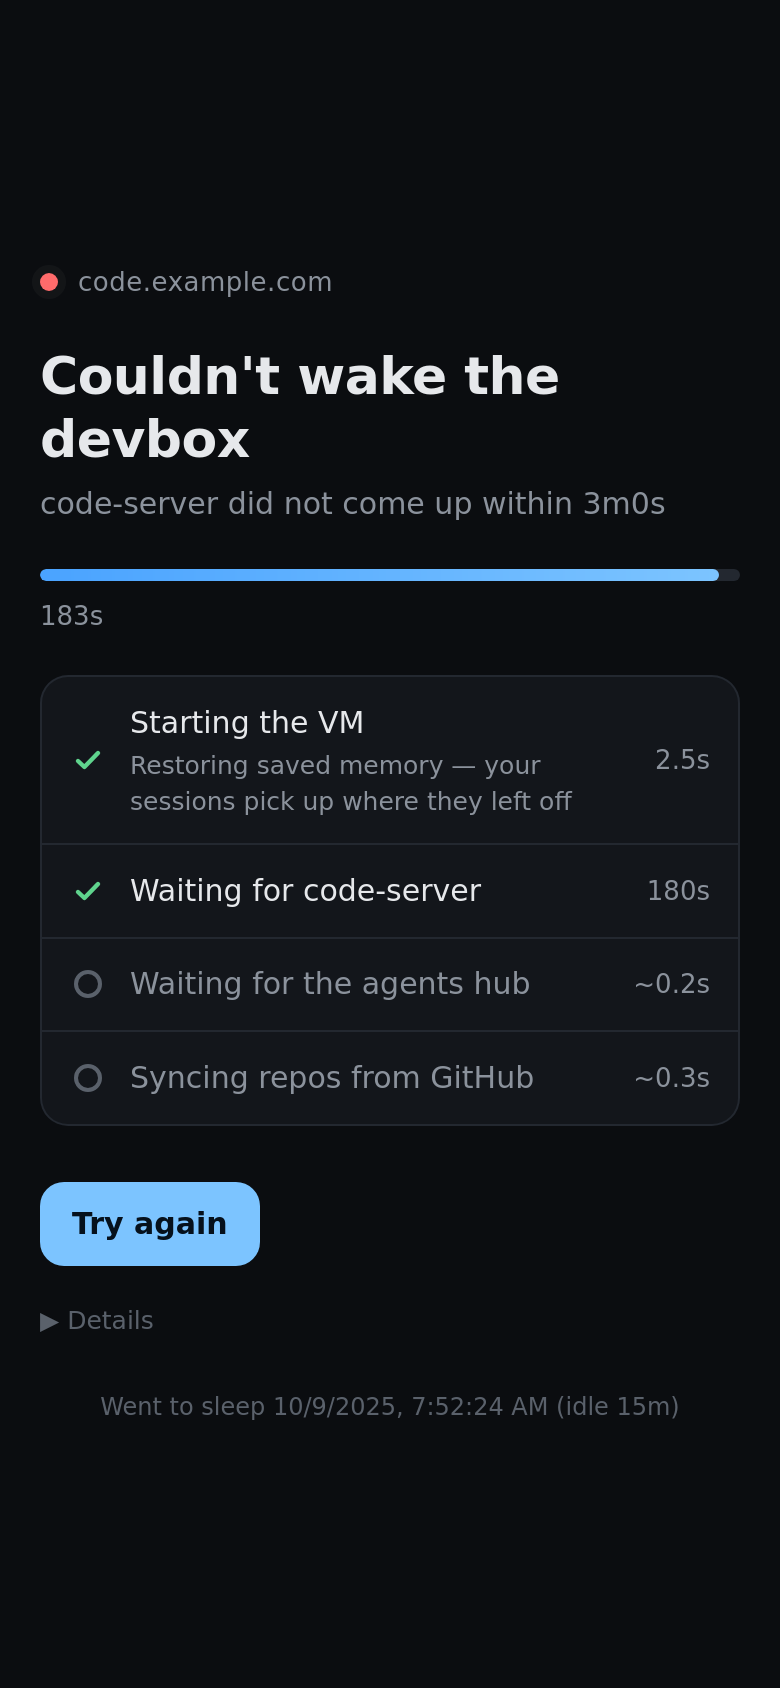 code.example.com
Couldn't wake the
devbox
code-server did not come up within 3m0s
183s
Starting the VM
Restoring saved memory — your
sessions pick up where they left off
2.5s
Waiting for code-server 180s
Waiting for the agents hub ~0.2s
Syncing repos from GitHub ~0.3s
Try again
▶ Details
Went to sleep 10/9/2025, 7:52:24 AM (idle 15m)